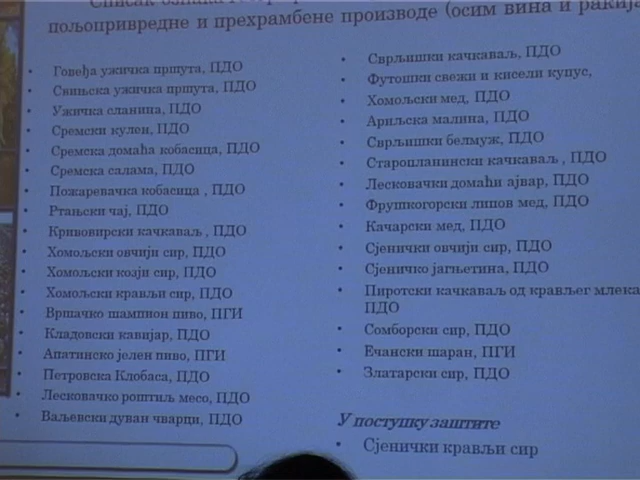 Списак ознака
пољопривредне и прехрамбене производе (осим вина и ракија
• Говеђа ужичка пршута, ПДО
• Свињска ужичка пршута, ПДО
• Ужичка сланина, ПДО
• Сремски кулен, ПДО
• Сремска домаћа кобасица, ПДО
• Сремска салама, ПДО
• Пожаревачка кобасица , ПДО
• Ртањски чај, ПДО
• Кривовирски качкаваљ , ПДО
• Хомољски овчији сир, ПДО
• Хомољски козји сир, ПДО
• Хомољски крављи сир, ПДО
• Вршачко шампион пиво, ПГИ
• Кладовски кавијар, ПДО
• Апатинско јелен пиво, ПГИ
• Петровска Клобаса, ПДО
• Лесковачко роштиљ месо, ПДО
• Ваљевски дуван чварци, ПДО
• Сврљишки качкаваљ, ПДО
• Футошки свежи и кисели купус,
• Хомољски мед, ПДО
• Ариљска малина, ПДО
• Сврљишки белмуж, ПДО
• Старопланински качкаваљ , ПДО
• Лесковачки домаћи ајвар, ПДО
• Фрушкогорски липов мед, ПДО
• Качарски мед, ПДО
• Сјенички овчији сир, ПДО
• Сјеничко јагњетина, ПДО
• Пиротски качкаваљ од крављег млека
ПДО
• Сомборски сир, ПДО
• Ечански шаран, ПГИ
• Златарски сир, ПДО
У поступку заштите
• Сјенички крављи сир